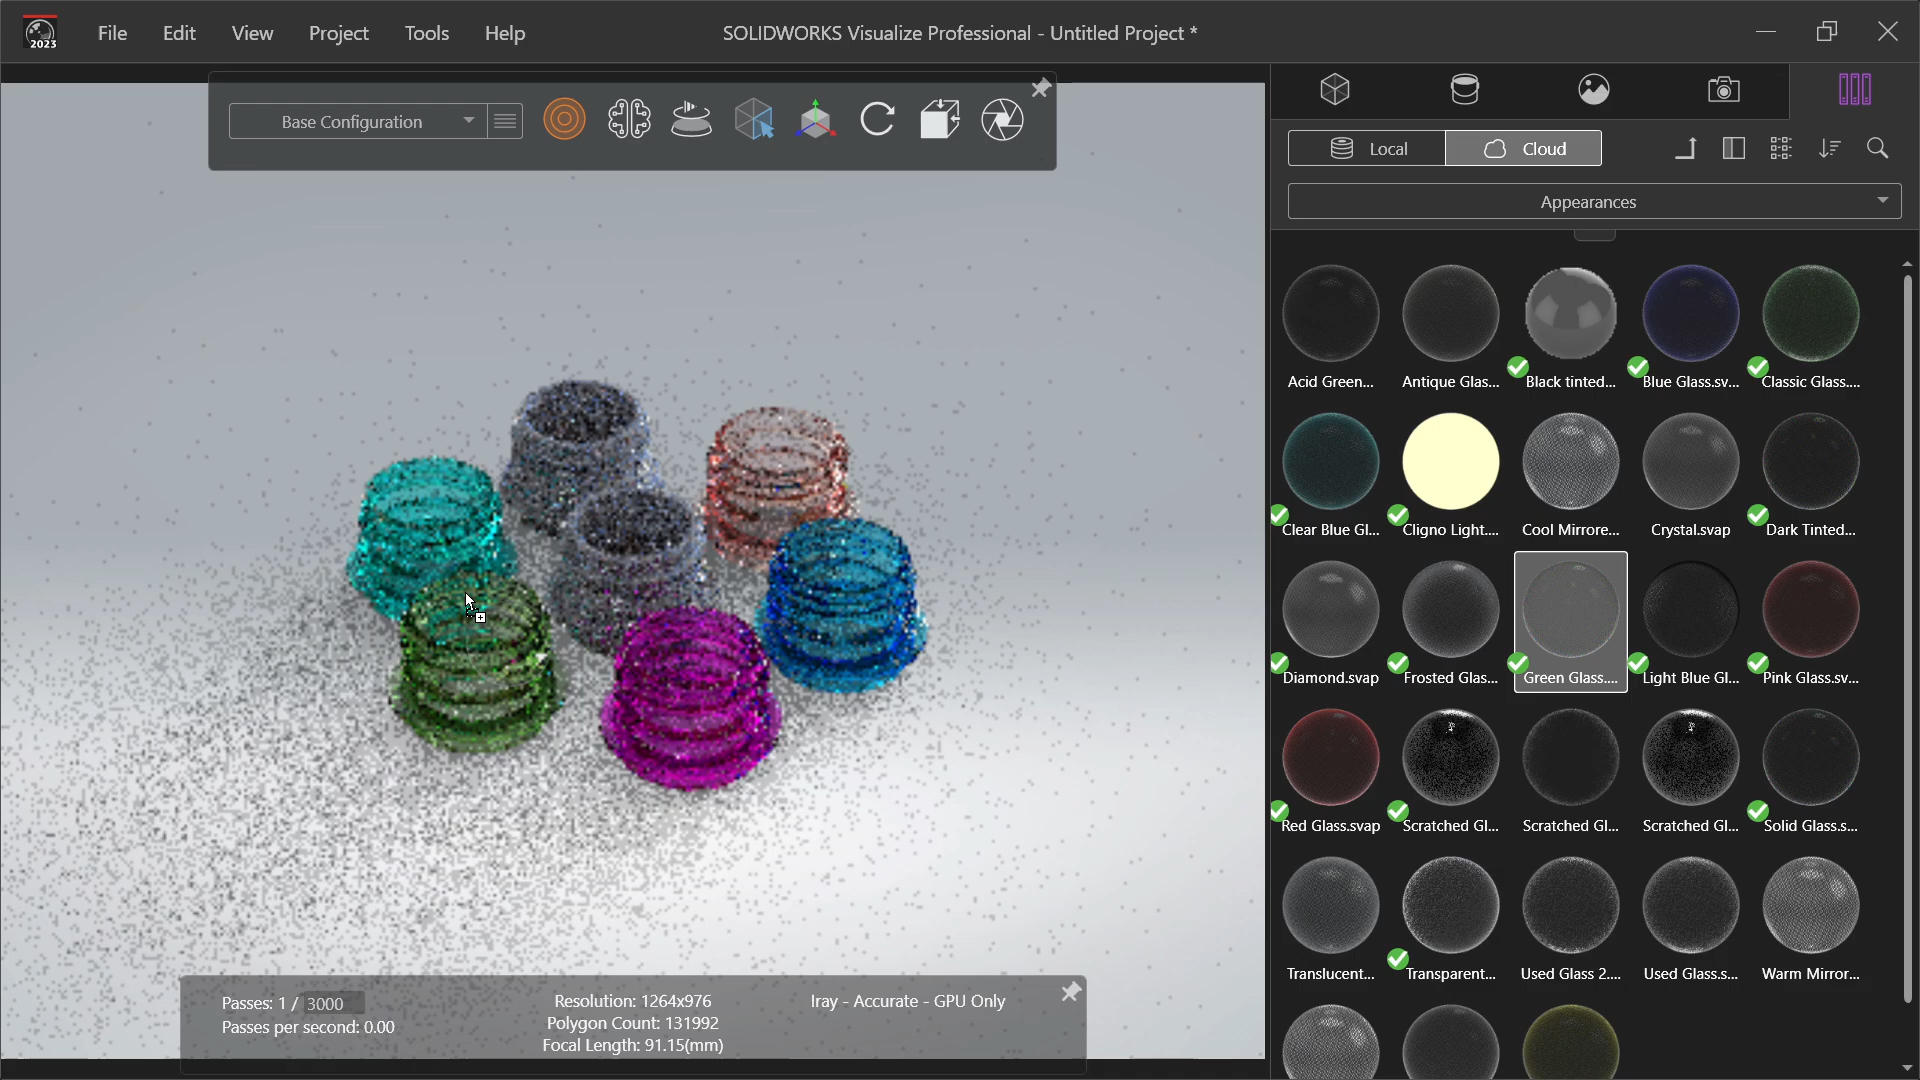 2023
File Edit View Project Tools Help
SOLIDWORKS Visualize Professional - Untitled Project *
Base Configuration
Local
Cloud
Appearances
Acid Green... Antique Glas... Black tinted... Blue Glass.sv... Classic Glass....
Clear Blue Gl... Cligno Light.... Cool Mirrore... Crystal.svap Dark Tinted...
Diamond.svap Frosted Glas... Green Glass.... Light Blue Gl... Pink Glass.sv...
Red Glass.svap Scratched Gl... Scratched Gl... Scratched Gl... Solid Glass.s...
Translucent... Transparent... Used Glass 2.... Used Glass.s... Warm Mirror...
Passes: 1 / 3000
Passes per second: 0.00
Resolution: 1264x976
Polygon Count: 131992
Focal Length: 91.15(mm)
Iray - Accurate - GPU Only